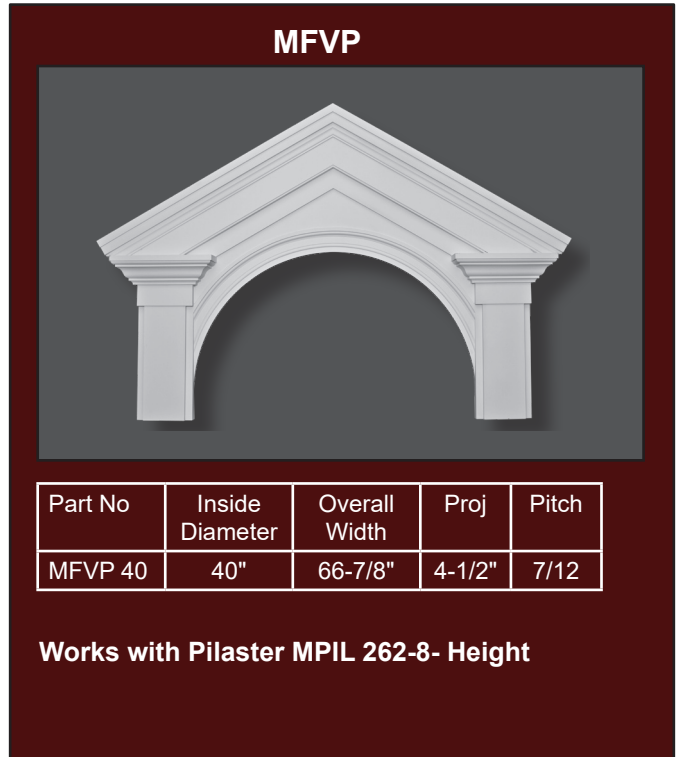 MFVP
Part No Inside Diameter Overall Width Proj Pitch
MFVP 40 40" 66-7/8" 4-1/2" 7/12
Works with Pilaster MPIL 262-8- Height